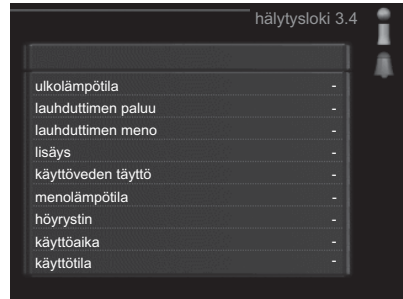 hälytysloki 3.4
ulkolämpötila -
lauhduttimen paluu -
lauhduttimen meno -
lisäys -
käyttöveden täyttö -
menolämpötila -
höyrystin -
käyttöaika -
käyttötila -